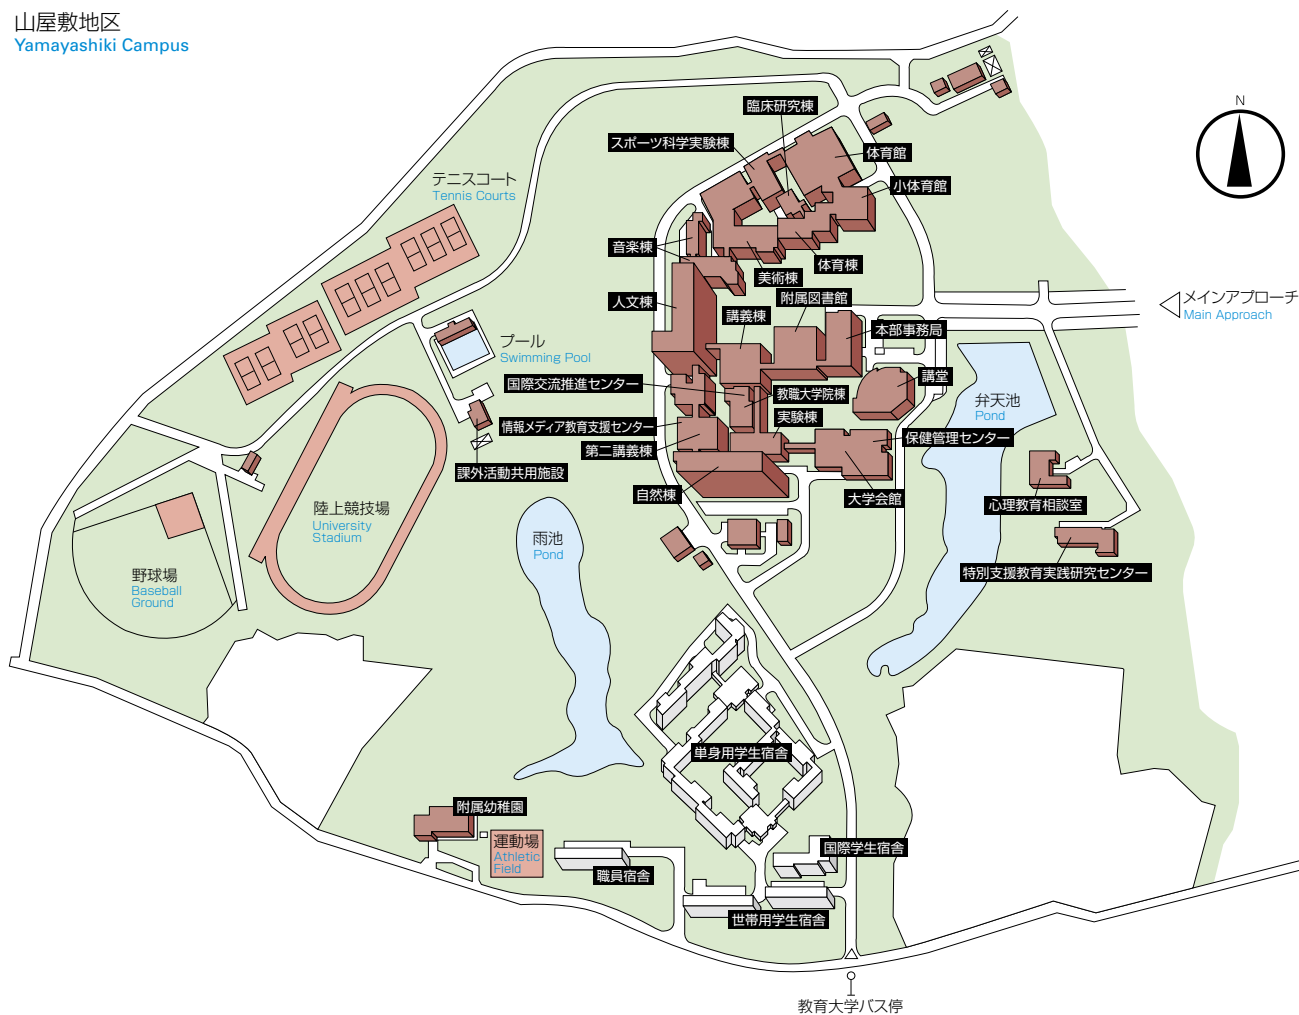 山屋敷地区
Yamayashiki Campus
N
臨床研究棟
スポーツ科学実験棟
体育館
小体育館
テニスコート
Tennis Courts
音楽棟
体育棟
美術棟
人文棟
附属図書館
講義棟
メインアプローチ
Main Approach
本部事務局
プール
Swimming Pool
国際交流推進センター
講堂
教職大学院棟
弁天池
Pond
実験棟
情報メディア教育支援センター
保健管理センター
第二講義棟
課外活動共用施設
自然棟
大学会館
心理教育相談室
陸上競技場
University
Stadium
雨池
Pond
特別支援教育実践研究センター
野球場
Baseball
Ground
単身用学生宿舎
附属幼稚園
運動場
Athletic
Field
国際学生宿舎
職員宿舎
世帯用学生宿舎
教育大学バス停